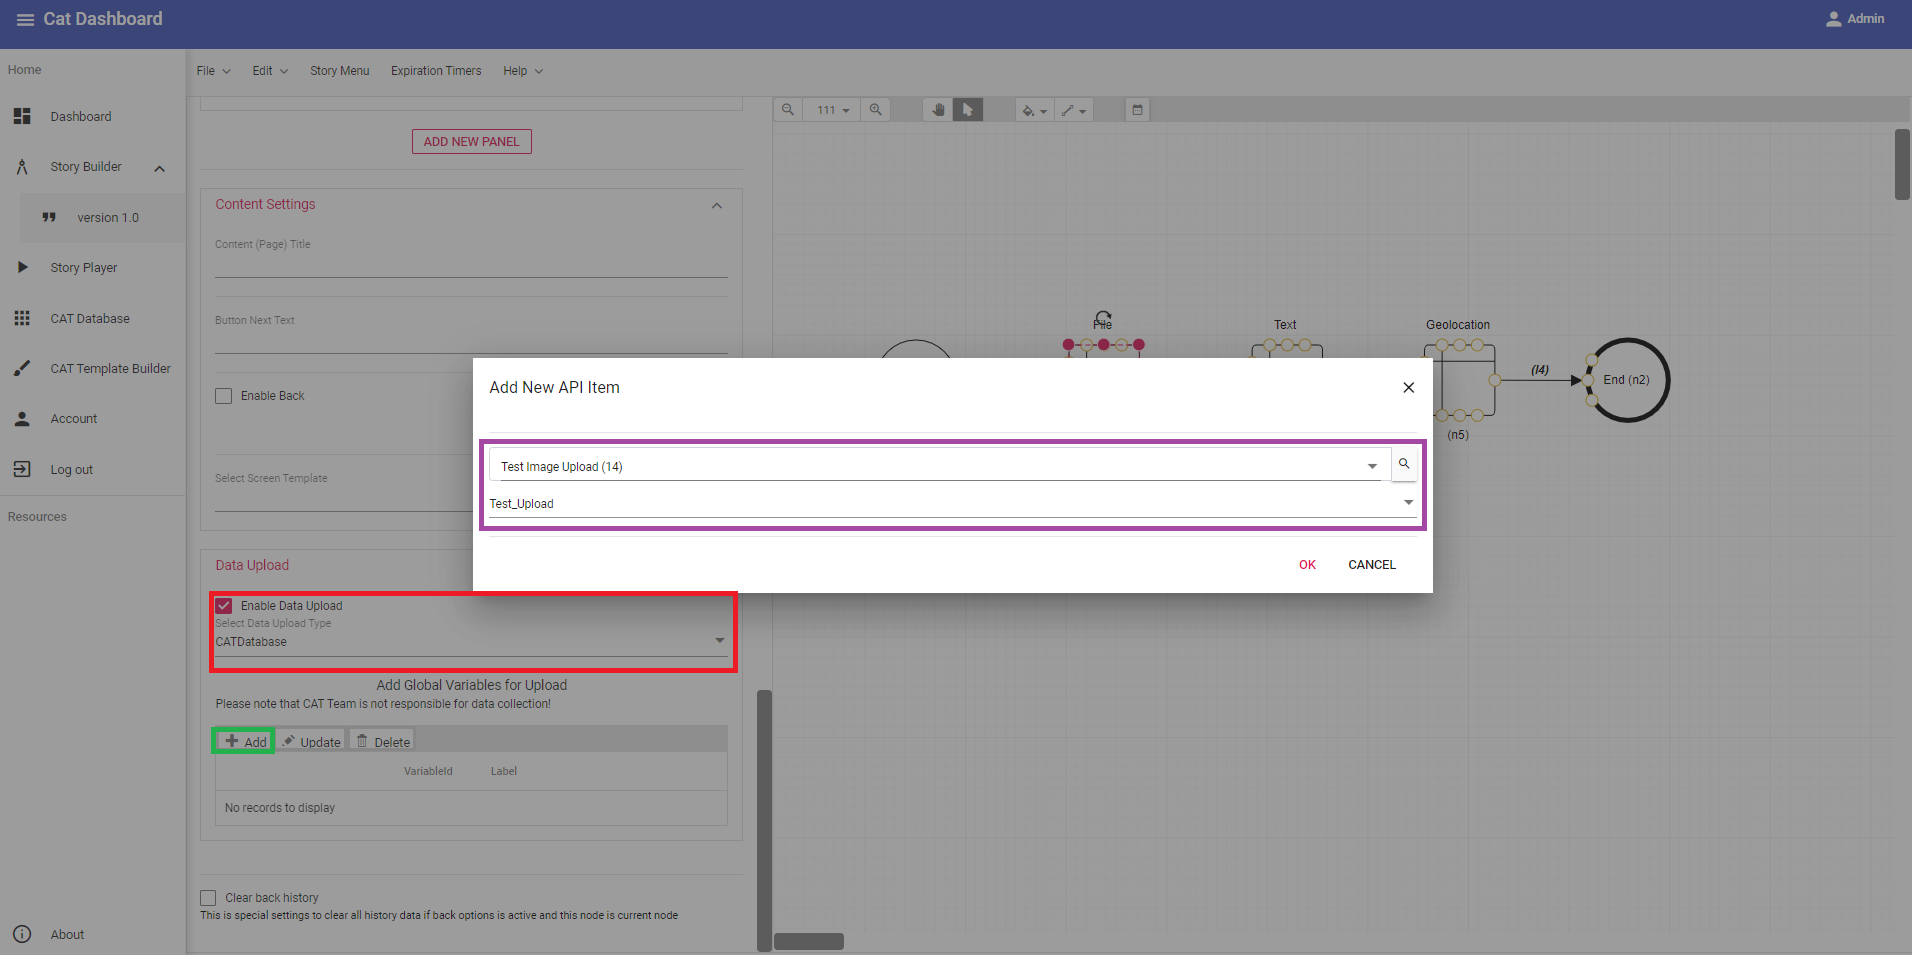 Cat Dashboard
Admin
Home
File Edit Story Menu Expiration Timers Help
Dashboard
111
ADD NEW PANEL
Story Builder
Content Settings
version 1.0
Content (Page) Title
Story Player
CAT Database
Button Next Text
File
Text
Geolocation
CAT Template Builder
(l4)
End (n2)
Add New API Item
Enable Back
Account
(n5)
Test Image Upload (14)
Log out
Select Screen Template
Test_Upload
Resources
Data Upload
OK CANCEL
Enable Data Upload
Select Data Upload Type
CATDatabase
Add Global Variables for Upload
Please note that CAT Team is not responsible for data collection!
Add Update Delete
VariableId Label
No records to display
Clear back history
This is special settings to clear all history data if back options is active and this node is current node
About